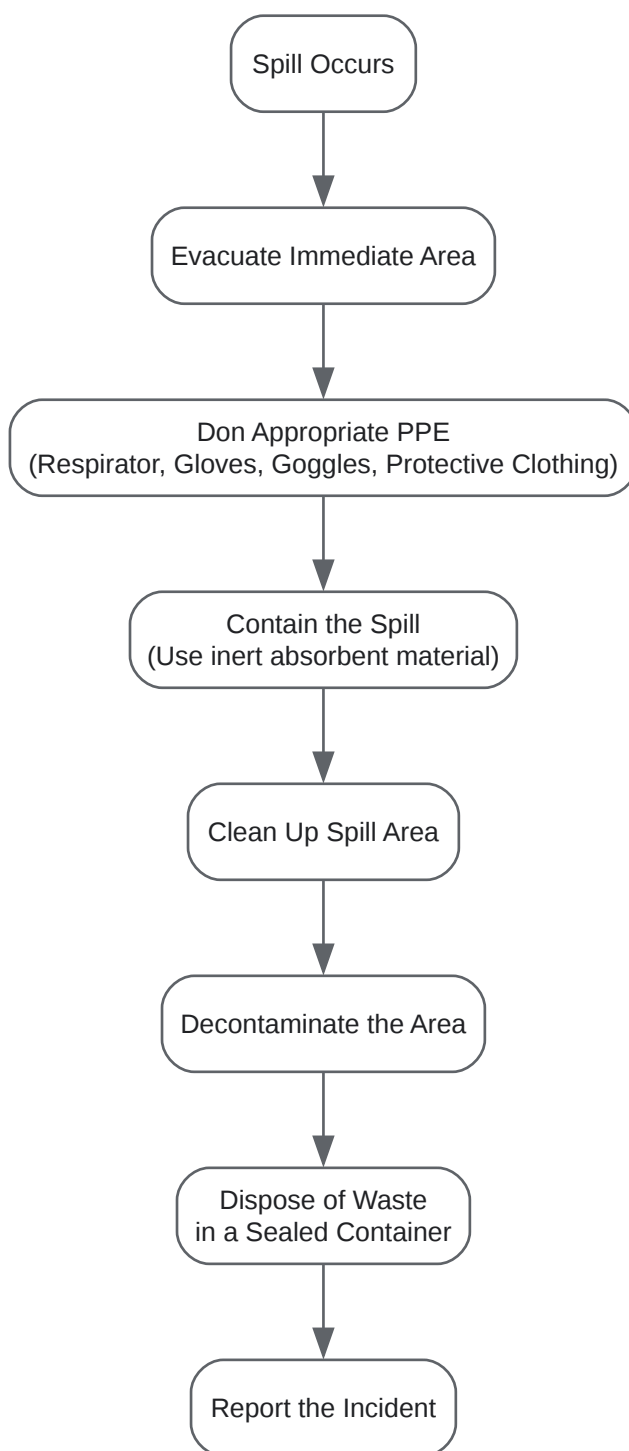 Spill Occurs
Evacuate Immediate Area
Don Appropriate PPE
(Respirator, Gloves, Goggles, Protective Clothing)
Contain the Spill
(Use inert absorbent material)
Clean Up Spill Area
Decontaminate the Area
Dispose of Waste
in a Sealed Container
Report the Incident